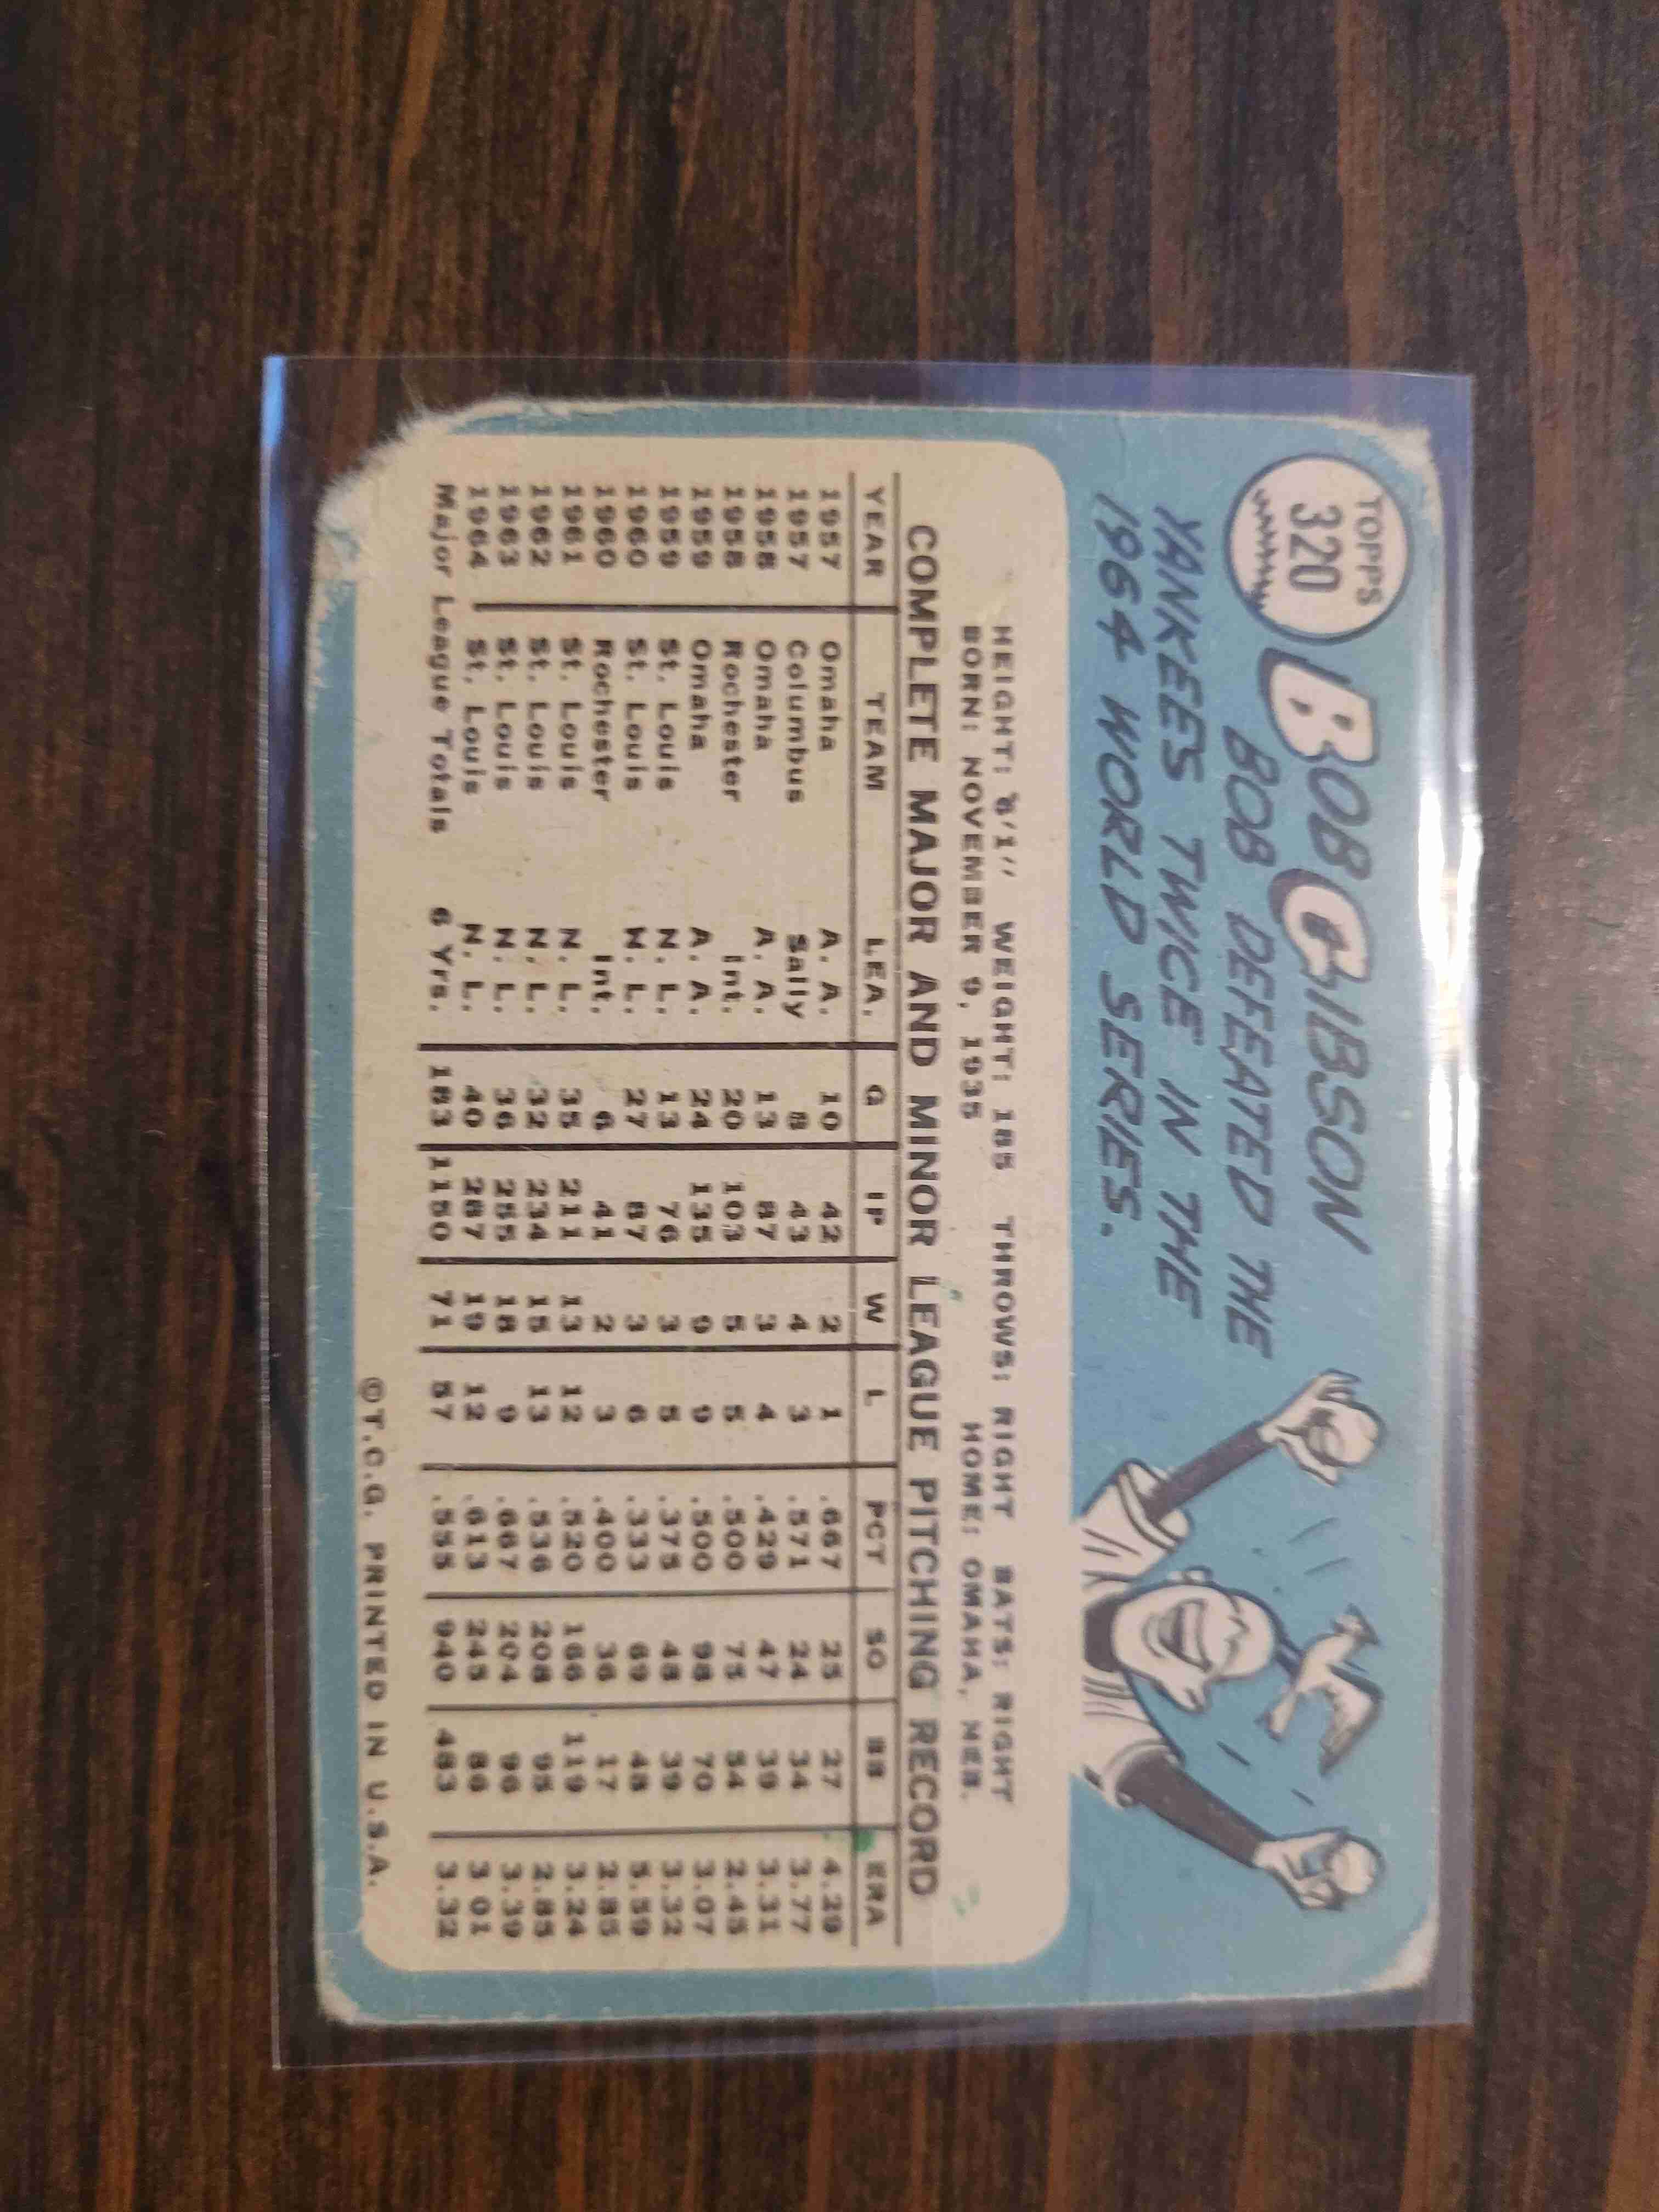 TOPPS
320
BOB GIBSON
BOB DEFEATED THE
YANKEES TWICE IN THE
1964 WORLD SERIES.
HEIGHT: 6'1" WEIGHT: 185 THROWS: RIGHT BATS: RIGHT
BORN: NOVEMBER 9, 1935 HOME: OMAHA, NEB.
COMPLETE MAJOR AND MINOR LEAGUE PITCHING RECORD
YEAR TEAM LEA. G IP W L PCT SO BB ERA
1957 Omaha A. A. 10 42 2 1 .667 25 27 4.29
1957 Columbus Sally 8 43 4 3 .571 24 34 3.77
1958 Omaha A. A. 13 87 3 4 .429 47 39 3.31
1958 Rochester Int. 20 103 5 5 .500 75 54 2.45
1959 Omaha A. A. 24 135 9 9 .500 98 70 3.07
1959 St. Louis N. L. 13 76 3 5 .375 48 39 3.32
1960 St. Louis N. L. 27 87 3 6 .333 69 48 5.59
1960 Rochester Int. 6 41 2 3 .400 36 17 2.85
1961 St. Louis N. L. 35 211 13 12 .520 166 119 3.24
1962 St. Louis N. L. 32 234 15 13 .536 208 95 2.85
1963 St. Louis N. L. 36 255 18 9 .667 204 96 3.39
1964 St. Louis N. L. 40 287 19 12 .613 245 86 3 01
Major League Totals 6 Yrs. 183 1150 71 57 .555 940 483 3.32
©T.C.G. PRINTED IN U.S.A.